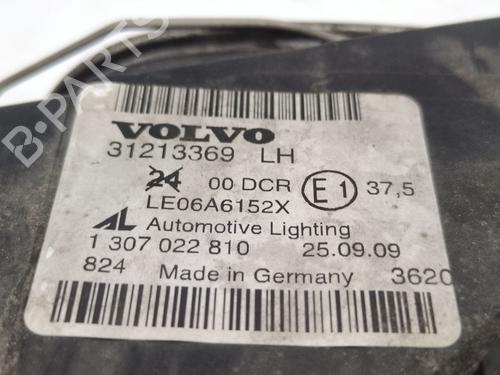 VOLVO
31213369 LH
24 00 DCR E1 37,5
LE06A6152X
AL Automotive Lighting
1 307 022 810 25.09.09
824 Made in Germany 3620